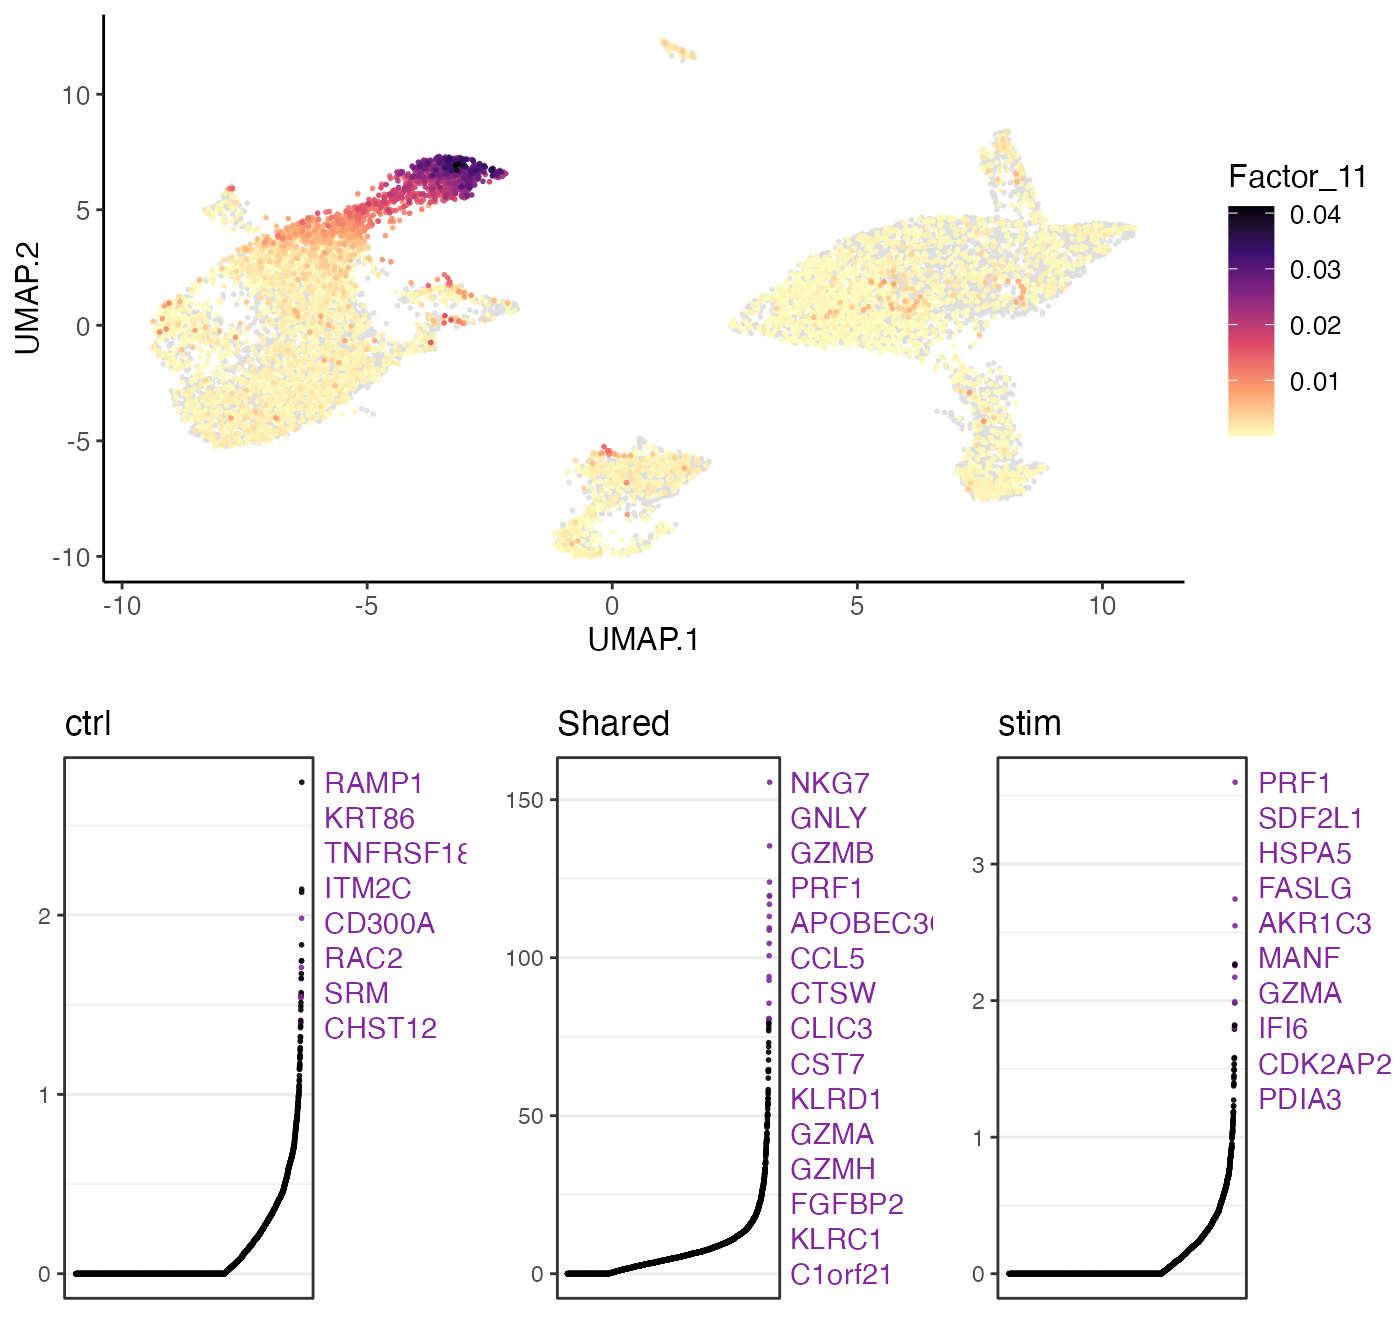 10
5
0
-5
-10
UMAP.2
-10
-5
0
5
10
UMAP.1
Factor_11
0.04
0.03
0.02
0.01
ctrl
2
1
0
RAMP1
KRT86
TNFRSF18
ITM2C
CD300A
RAC2
SRM
CHST12
Shared
150
100
50
0
NKG7
GNLY
GZMB
PRF1
APOBEC3
CCL5
CTSW
CLIC3
CST7
KLRD1
GZMA
GZMH
FGFBP2
KLRC1
C1orf21
stim
3
2
1
0
PRF1
SDF2L1
HSPA5
FASLG
AKR1C3
MANF
GZMA
IFI6
CDK2AP2
PDIA3